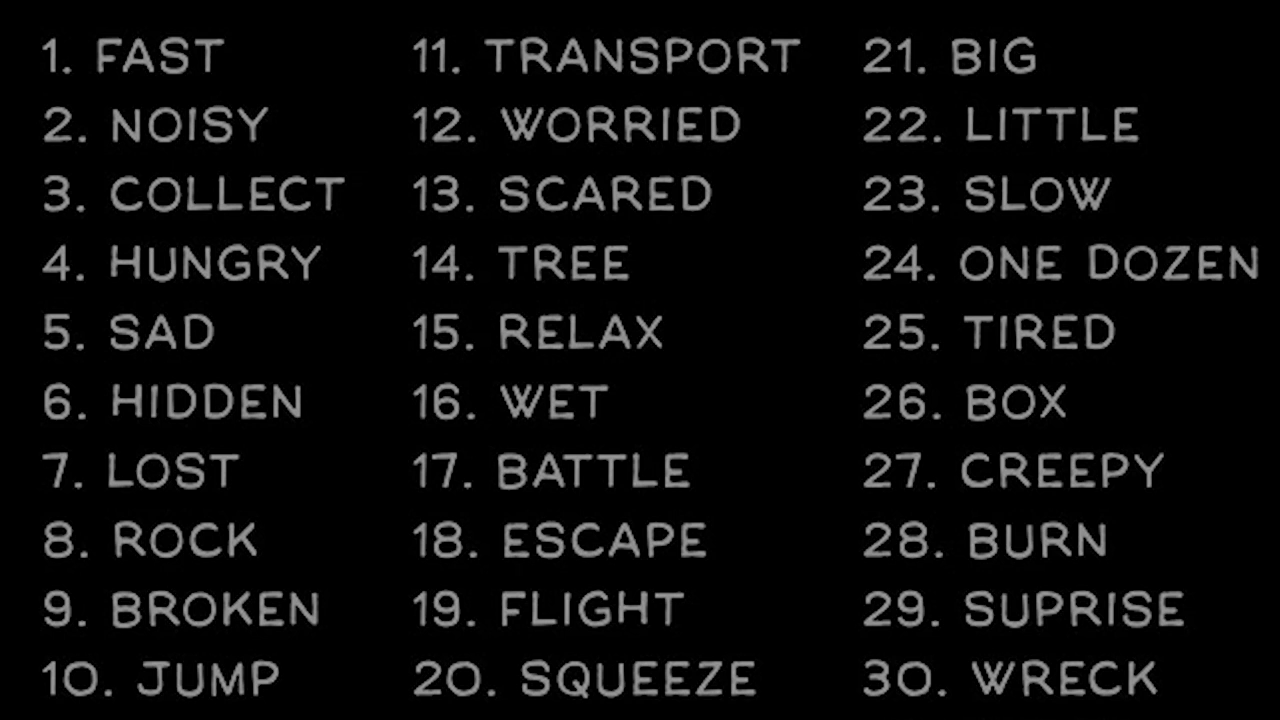 1. FAST
2. NOISY
3. COLLECT
4. HUNGRY
5. SAD
6. HIDDEN
7. LOST
8. ROCK
9. BROKEN
10. JUMP
11. TRANSPORT
12. WORRIED
13. SCARED
14. TREE
15. RELAX
16. WET
17. BATTLE
18. ESCAPE
19. FLIGHT
20. SQUEEZE
21. BIG
22. LITTLE
23. SLOW
24. ONE DOZEN
25. TIRED
26. BOX
27. CREEPY
28. BURN
29. SUPRISE
30. WRECK